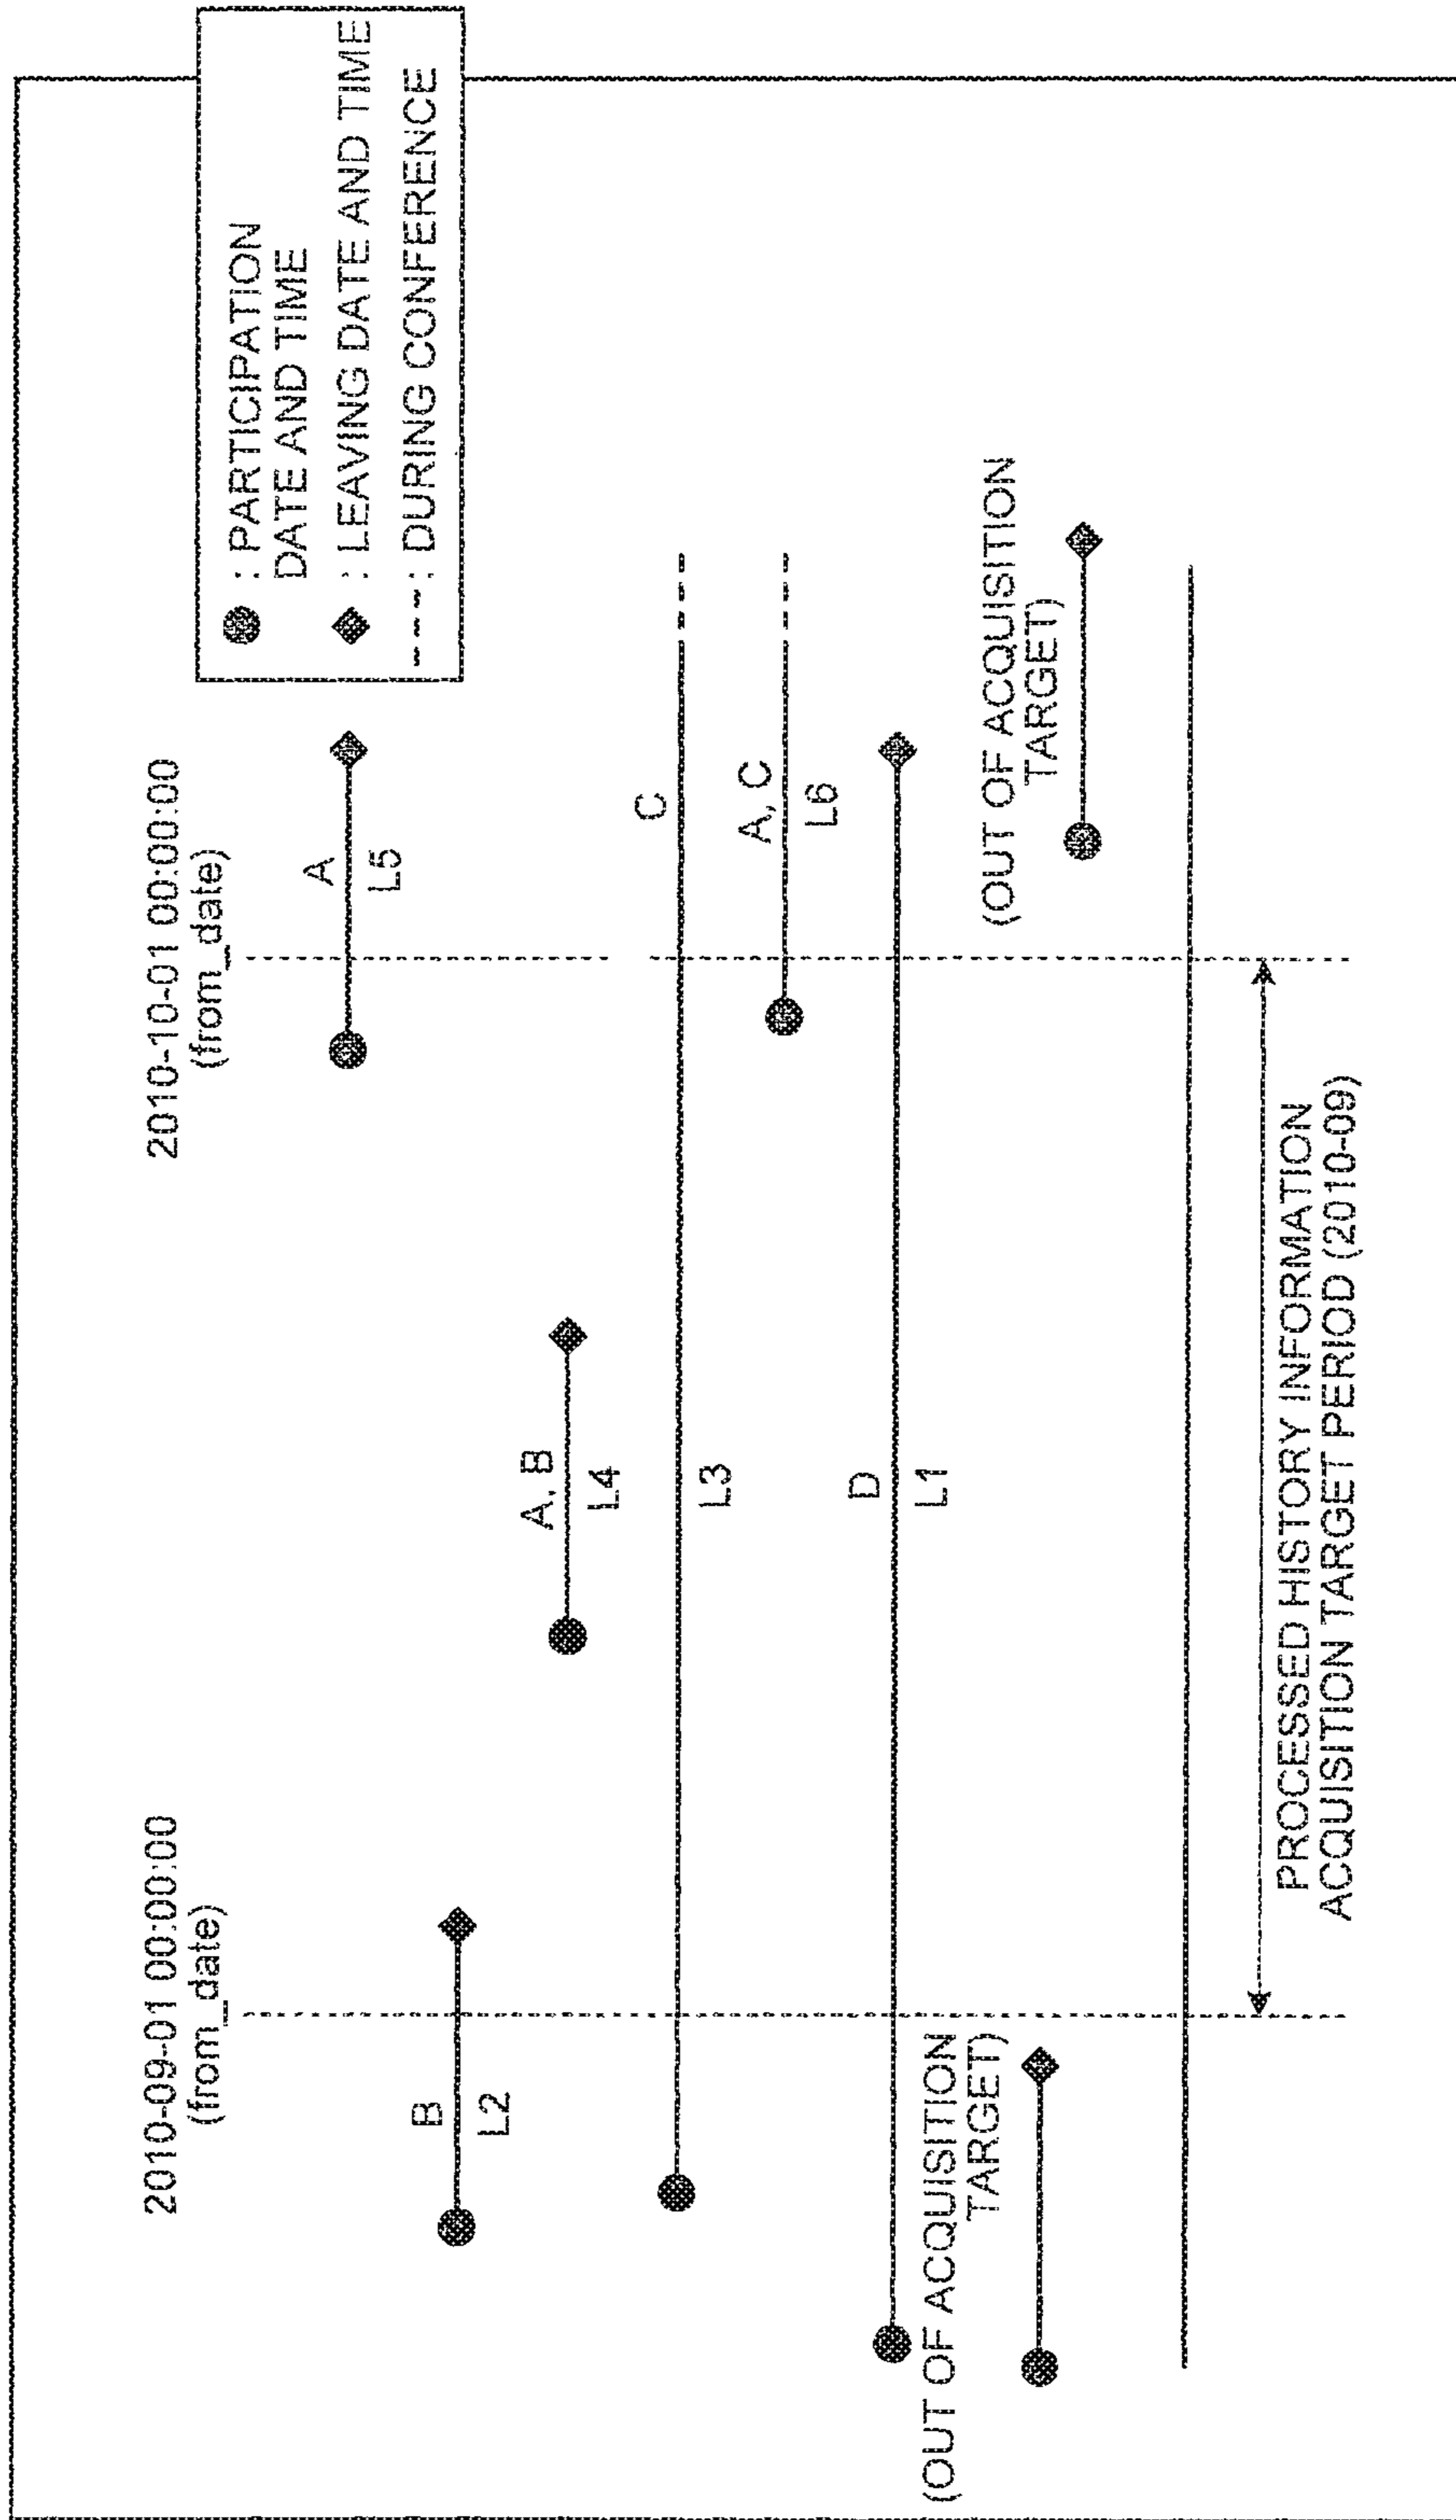 2010-09-01 00:00:00
(from_date)
2010-10-01 00:00:00
(from_date)
: PARTICIPATION
DATE AND TIME
: LEAVING DATE AND TIME
: DURING CONFERENCE
A
L5
B
L2
A, B
L4
C
L3
A, C
L6
D
L1
(OUT OF ACQUISITION
TARGET)
(OUT OF ACQUISITION
TARGET)
PROCESSED HISTORY INFORMATION
ACQUISITION TARGET PERIOD (2010-09)